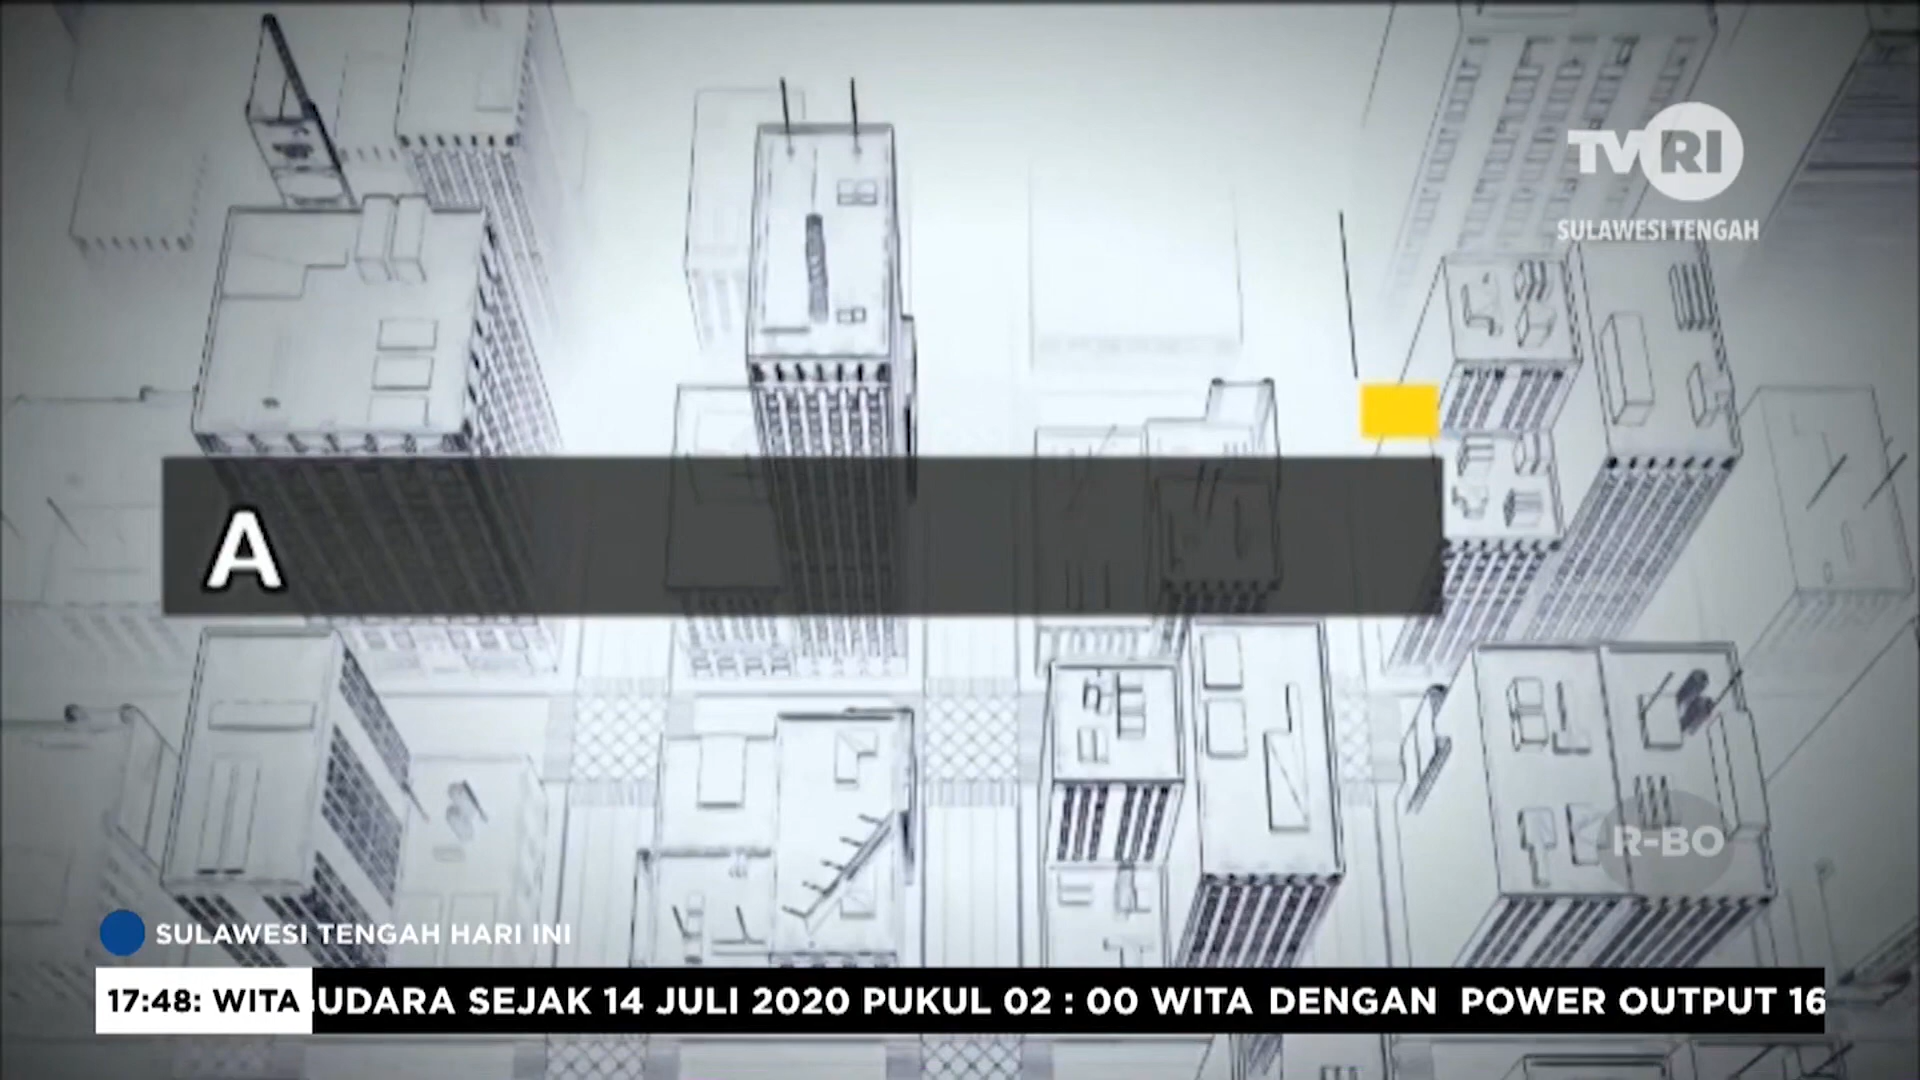 TVRI
SULAWESI TENGAH
A
R-BO
SULAWESI TENGAH HARI INI
17:48: WITA UDARA SEJAK 14 JULI 2020 PUKUL 02 : 00 WITA DENGAN POWER OUTPUT 16